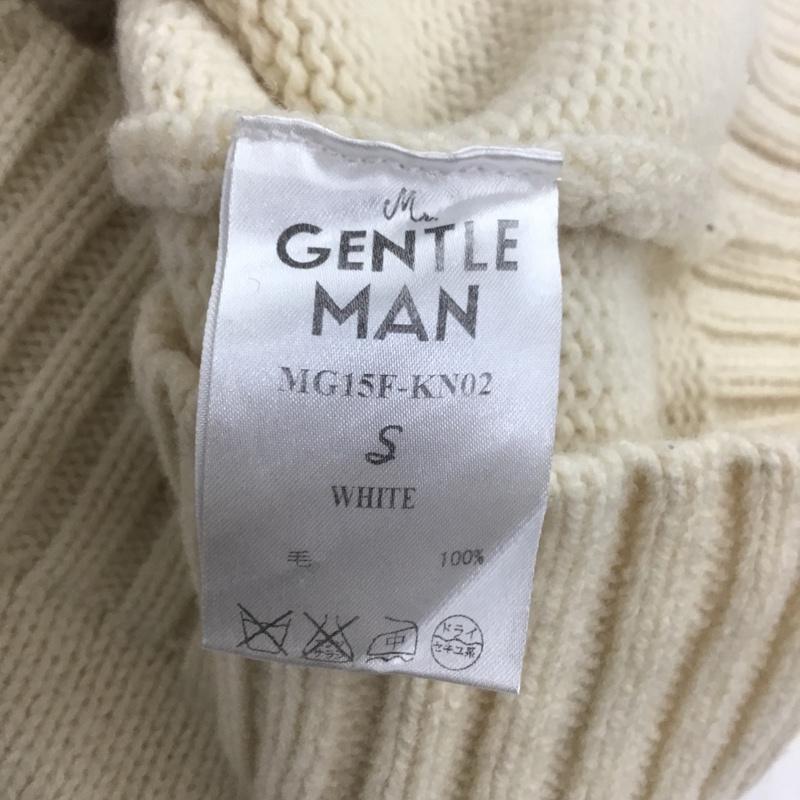 Mr.
GENTLE
MAN
MG15F-KN02
S
WHITE
毛 100%
中
ドライ
セキユ系